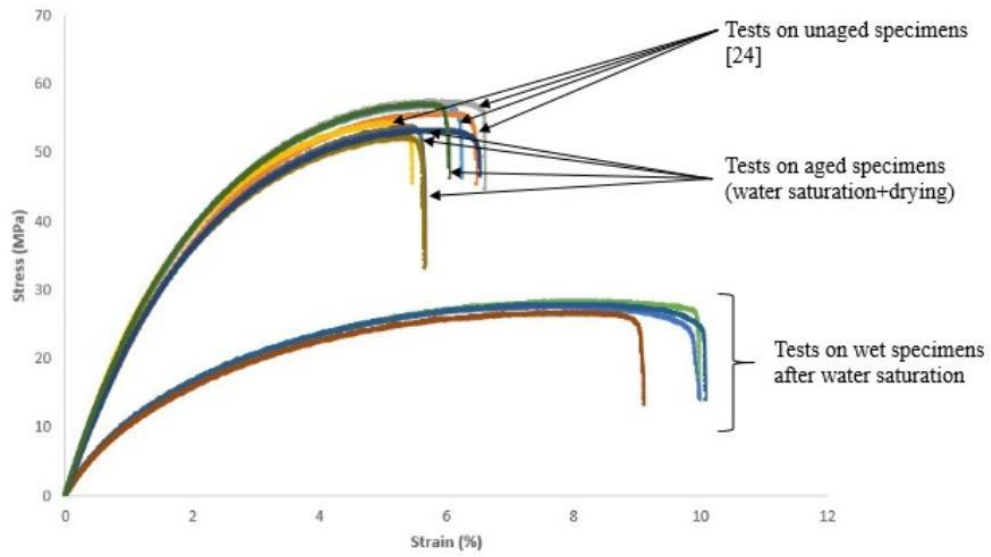 70
60
50
40
30
20
10
0
Stress (MPa)
0 2 4 6 8 10 12
Strain (%)
Tests on unaged specimens
[24]
Tests on aged specimens
(water saturation+drying)
Tests on wet specimens
after water saturation